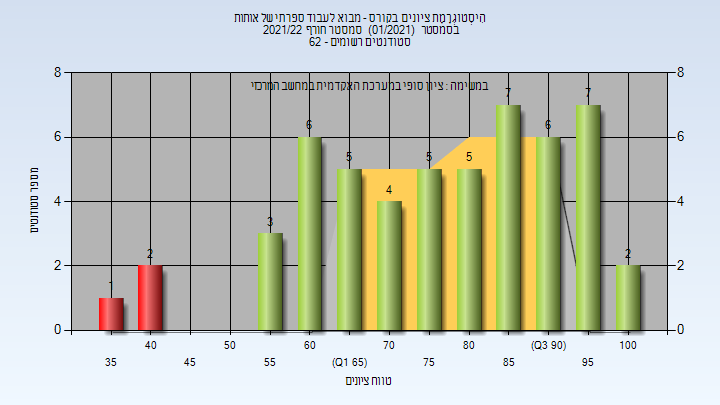 היסטוגרמת ציונים בקורס - מבוא לעבוד ספרתי של אותות
בסמסטר (01/2021) סמסטר חורף 2021/22
סטודנטים רשומים - 62
במשימה : ציון סופי במערכת האקדמית במחשב המרכזי
מספר סטודנטים
8 8
6 6
4 4
2 2
0 0
1 2 3 6 5 4 5 5 7 6 7 2
40 50 60 70 80 (Q3 90) 100
35 45 55 (Q1 65) 75 85 95
טווח ציונים